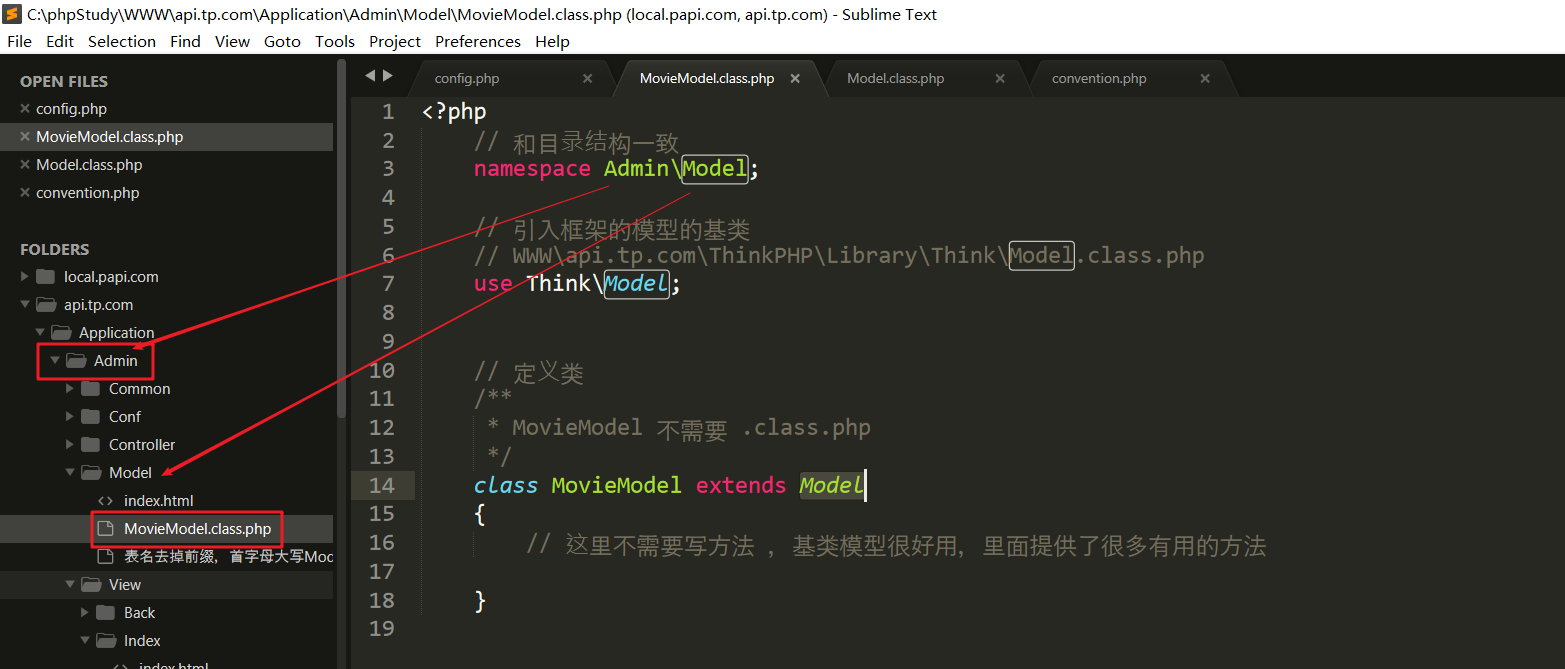 C:\phpStudy\WWW\api.tp.com\Application\Admin\Model\MovieModel.class.php (local.papi.com, api.tp.com) - Sublime Text
File Edit Selection Find View Goto Tools Project Preferences Help
OPEN FILES
config.php
MovieModel.class.php
Model.class.php
convention.php
FOLDERS
local.papi.com
api.tp.com
Application
Admin
Common
Conf
Controller
Model
<> index.html
MovieModel.class.php
表名去掉前缀，首字母大写Mod
View
Back
Index
<> index.html
config.php MovieModel.class.php Model.class.php convention.php
1 <?php
2 // 和目录结构一致
3 namespace Admin\Model;
4
5 // 引入框架的模型的基类
6 // WWW\api.tp.com\ThinkPHP\Library\Think\Model.class.php
7 use Think\Model;
8
9
10 // 定义类
11 /**
12 * MovieModel 不需要 .class.php
13 */
14 class MovieModel extends Model
15 {
16 // 这里不需要写方法 ，基类模型很好用，里面提供了很多有用的方法
17
18 }
19